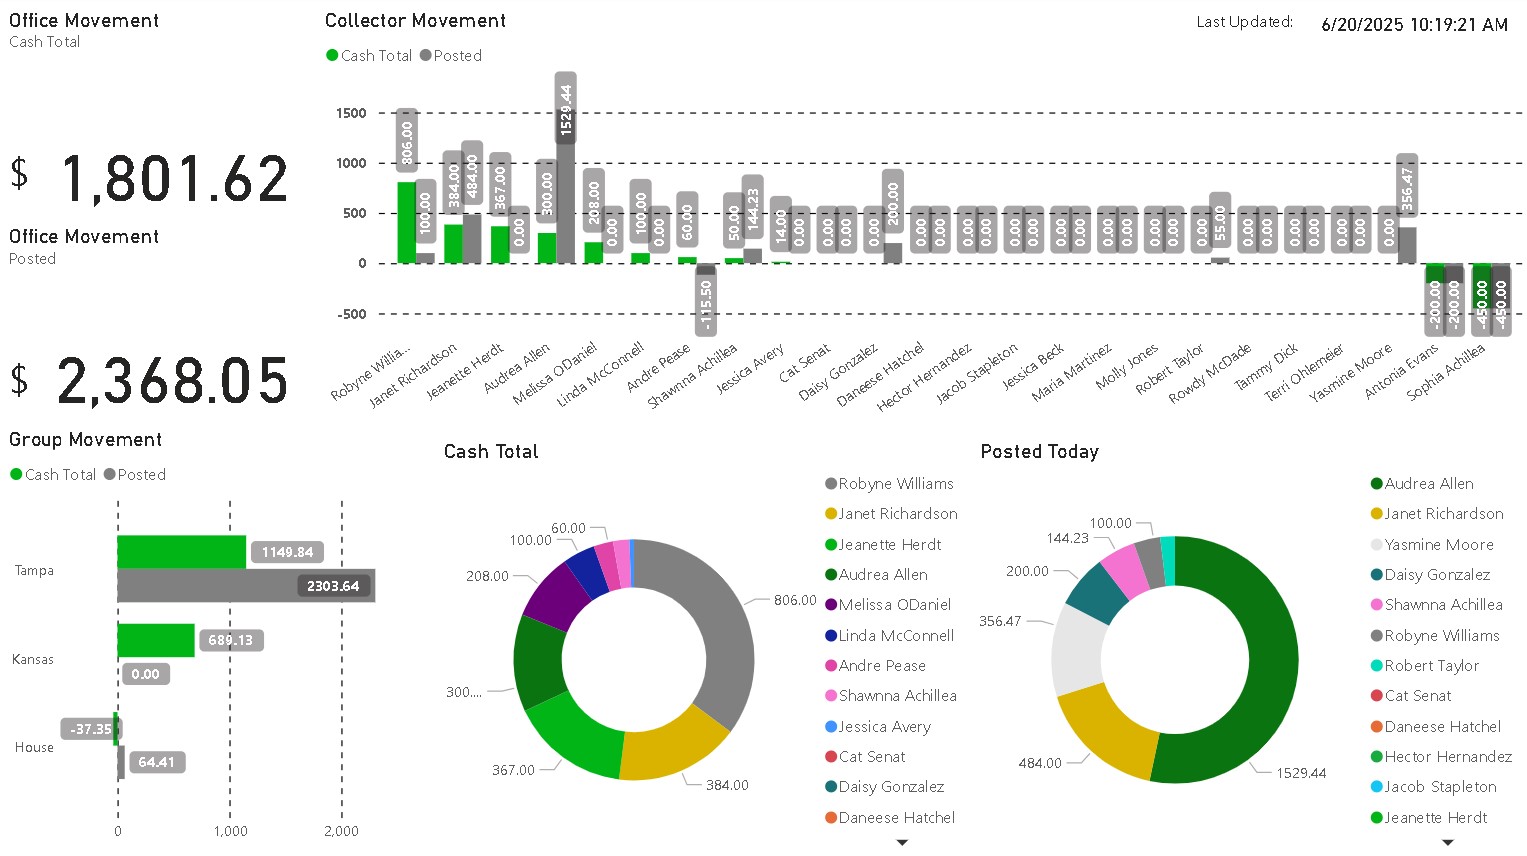 Office Movement
Cash Total
$ 1,801.62
Office Movement
Posted
$ 2,368.05
Collector Movement
Last Updated: 6/20/2025 10:19:21 AM
Cash Total Posted
1500
1000
500
0
-500
806.00 100.00 384.00 484.00 367.00 0.00 300.00 1529.44 208.00 0.00 100.00 0.00 60.00 -115.50 50.00 144.23 14.00 0.00 0.00 0.00 0.00 200.00 0.00 0.00 0.00 0.00 0.00 0.00 0.00 0.00 0.00 0.00 0.00 0.00 0.00 55.00 0.00 0.00 0.00 0.00 0.00 0.00 0.00 356.47 -200.00 -200.00 -450.00 -450.00
Robyne Willia...
Janet Richardson
Jeanette Herdt
Audrea Allen
Melissa ODaniel
Linda McConnell
Andre Pease
Shawnna Achillea
Jessica Avery
Cat Senat
Daisy Gonzalez
Daneese Hatchel
Hector Hernandez
Jacob Stapleton
Jessica Beck
Maria Martinez
Molly Jones
Robert Taylor
Rowdy McDade
Tammy Dick
Terri Ohlemeier
Yasmine Moore
Antonia Evans
Sophia Achillea
Group Movement
Cash Total Posted
Tampa
1149.84
2303.64
Kansas
689.13
0.00
House
-37.35
64.41
0 1,000 2,000
Cash Total
60.00
100.00
208.00
300....
367.00
384.00
806.00
Robyne Williams
Janet Richardson
Jeanette Herdt
Audrea Allen
Melissa ODaniel
Linda McConnell
Andre Pease
Shawnna Achillea
Jessica Avery
Cat Senat
Daisy Gonzalez
Daneese Hatchel
Posted Today
100.00
144.23
200.00
356.47
484.00
1529.44
Audrea Allen
Janet Richardson
Yasmine Moore
Daisy Gonzalez
Shawnna Achillea
Robyne Williams
Robert Taylor
Cat Senat
Daneese Hatchel
Hector Hernandez
Jacob Stapleton
Jeanette Herdt